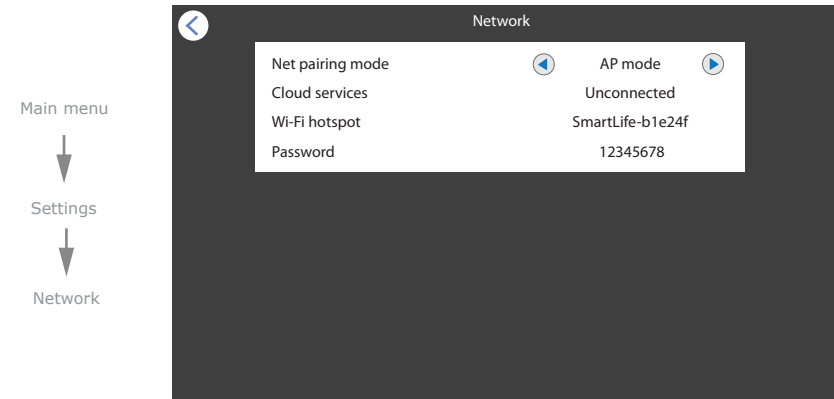 Main menu
Settings
Network
Network
Net pairing mode AP mode
Cloud services Unconnected
Wi-Fi hotspot SmartLife-b1e24f
Password 12345678